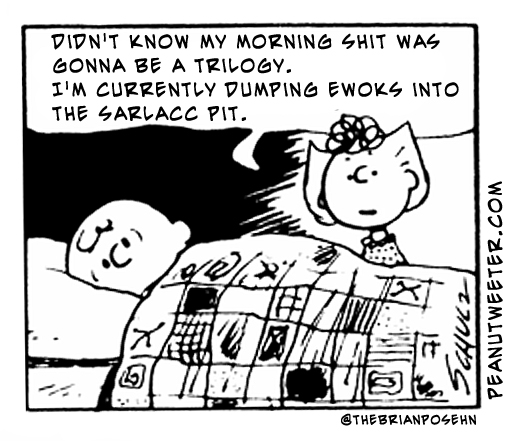 DIDN'T KNOW MY MORNING SHIT WAS
GONNA BE A TRILOGY.
I'M CURRENTLY DUMPING EWOKS INTO
THE SARLACC PIT.
SCHULZ
PEANUTWEETER.COM
@THEBRIANPOSEHN